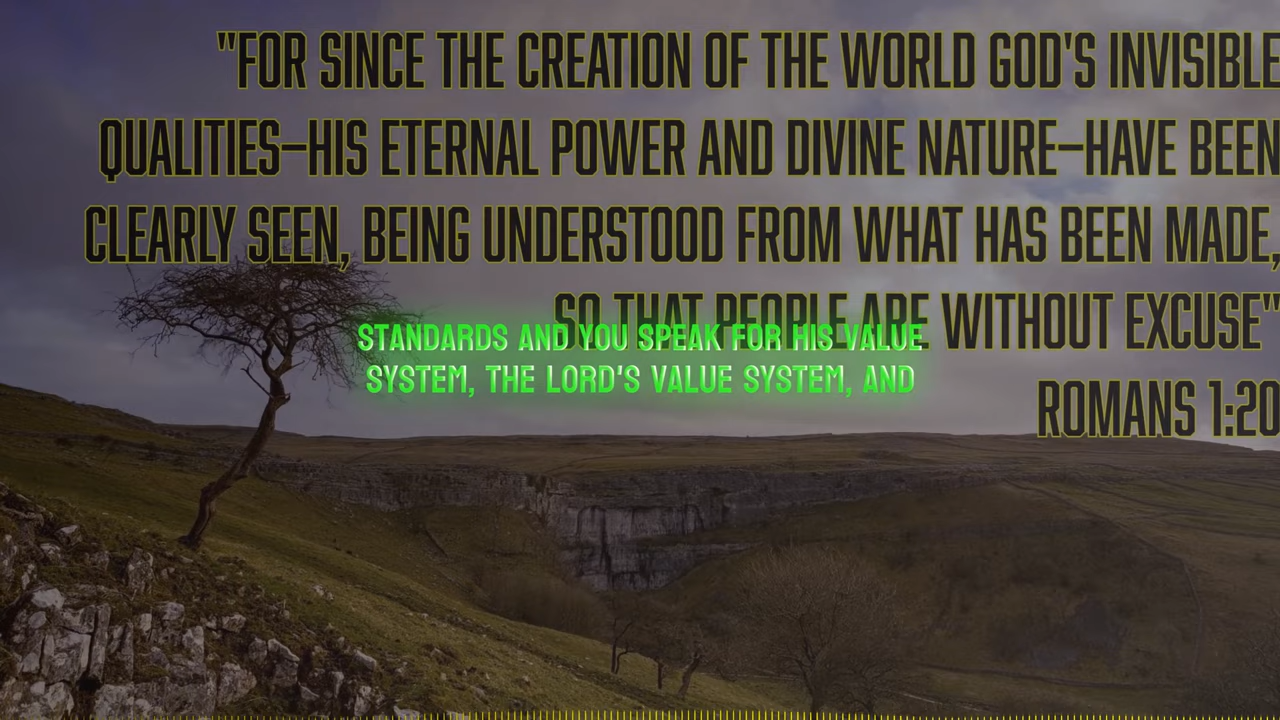 "FOR SINCE THE CREATION OF THE WORLD GOD'S INVISIBLE
QUALITIES—HIS ETERNAL POWER AND DIVINE NATURE—HAVE BEEN
CLEARLY SEEN, BEING UNDERSTOOD FROM WHAT HAS BEEN MADE,
SO THAT PEOPLE ARE WITHOUT EXCUSE"
ROMANS 1:20
STANDARDS AND YOU SPEAK FOR HIS VALUE
SYSTEM, THE LORD'S VALUE SYSTEM, AND